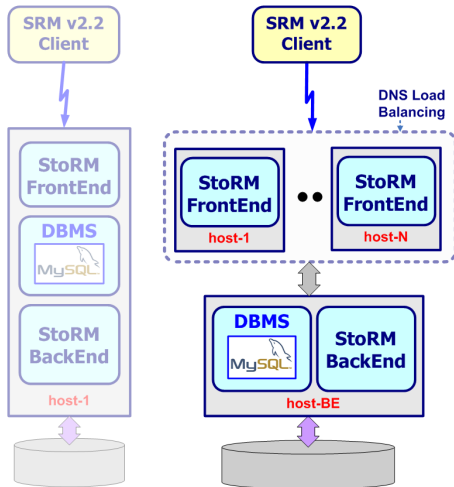 SRM v2.2
Client
StoRM
FrontEnd
DBMS
MySQL
StoRM
BackEnd
host-1
SRM v2.2
Client
DNS Load
Balancing
StoRM
FrontEnd
host-1
StoRM
FrontEnd
host-N
DBMS
MySQL
StoRM
BackEnd
host-BE